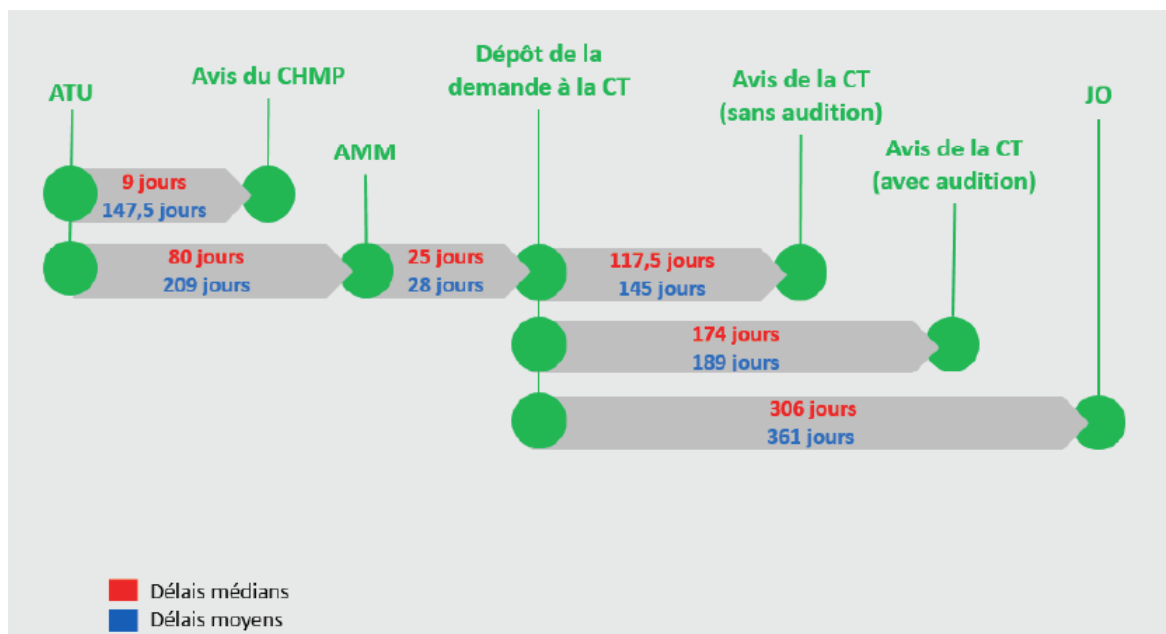 ATU
Avis du CHMP
AMM
Dépôt de la
demande à la CT
Avis de la CT
(sans audition)
Avis de la CT
(avec audition)
JO
9 jours
147,5 jours
80 jours
209 jours
25 jours
28 jours
117,5 jours
145 jours
174 jours
189 jours
306 jours
361 jours
Délais médians
Délais moyens